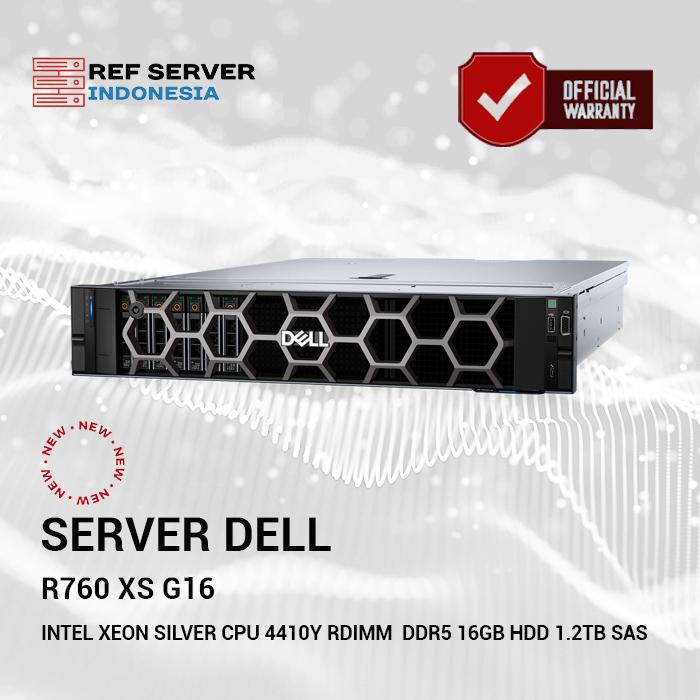 REF SERVER
INDONESIA
OFFICIAL
WARRANTY
DELL
NEW · NEW · NEW · NEW · NEW ·
SERVER DELL
R760 XS G16
INTEL XEON SILVER CPU 4410Y RDIMM DDR5 16GB HDD 1.2TB SAS